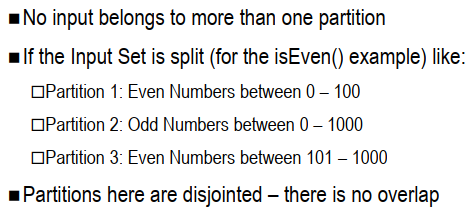 ■No input belongs to more than one partition
■If the Input Set is split (for the isEven() example) like:
□Partition 1: Even Numbers between 0 – 100
□Partition 2: Odd Numbers between 0 – 1000
□Partition 3: Even Numbers between 101 – 1000
■Partitions here are disjointed – there is no overlap